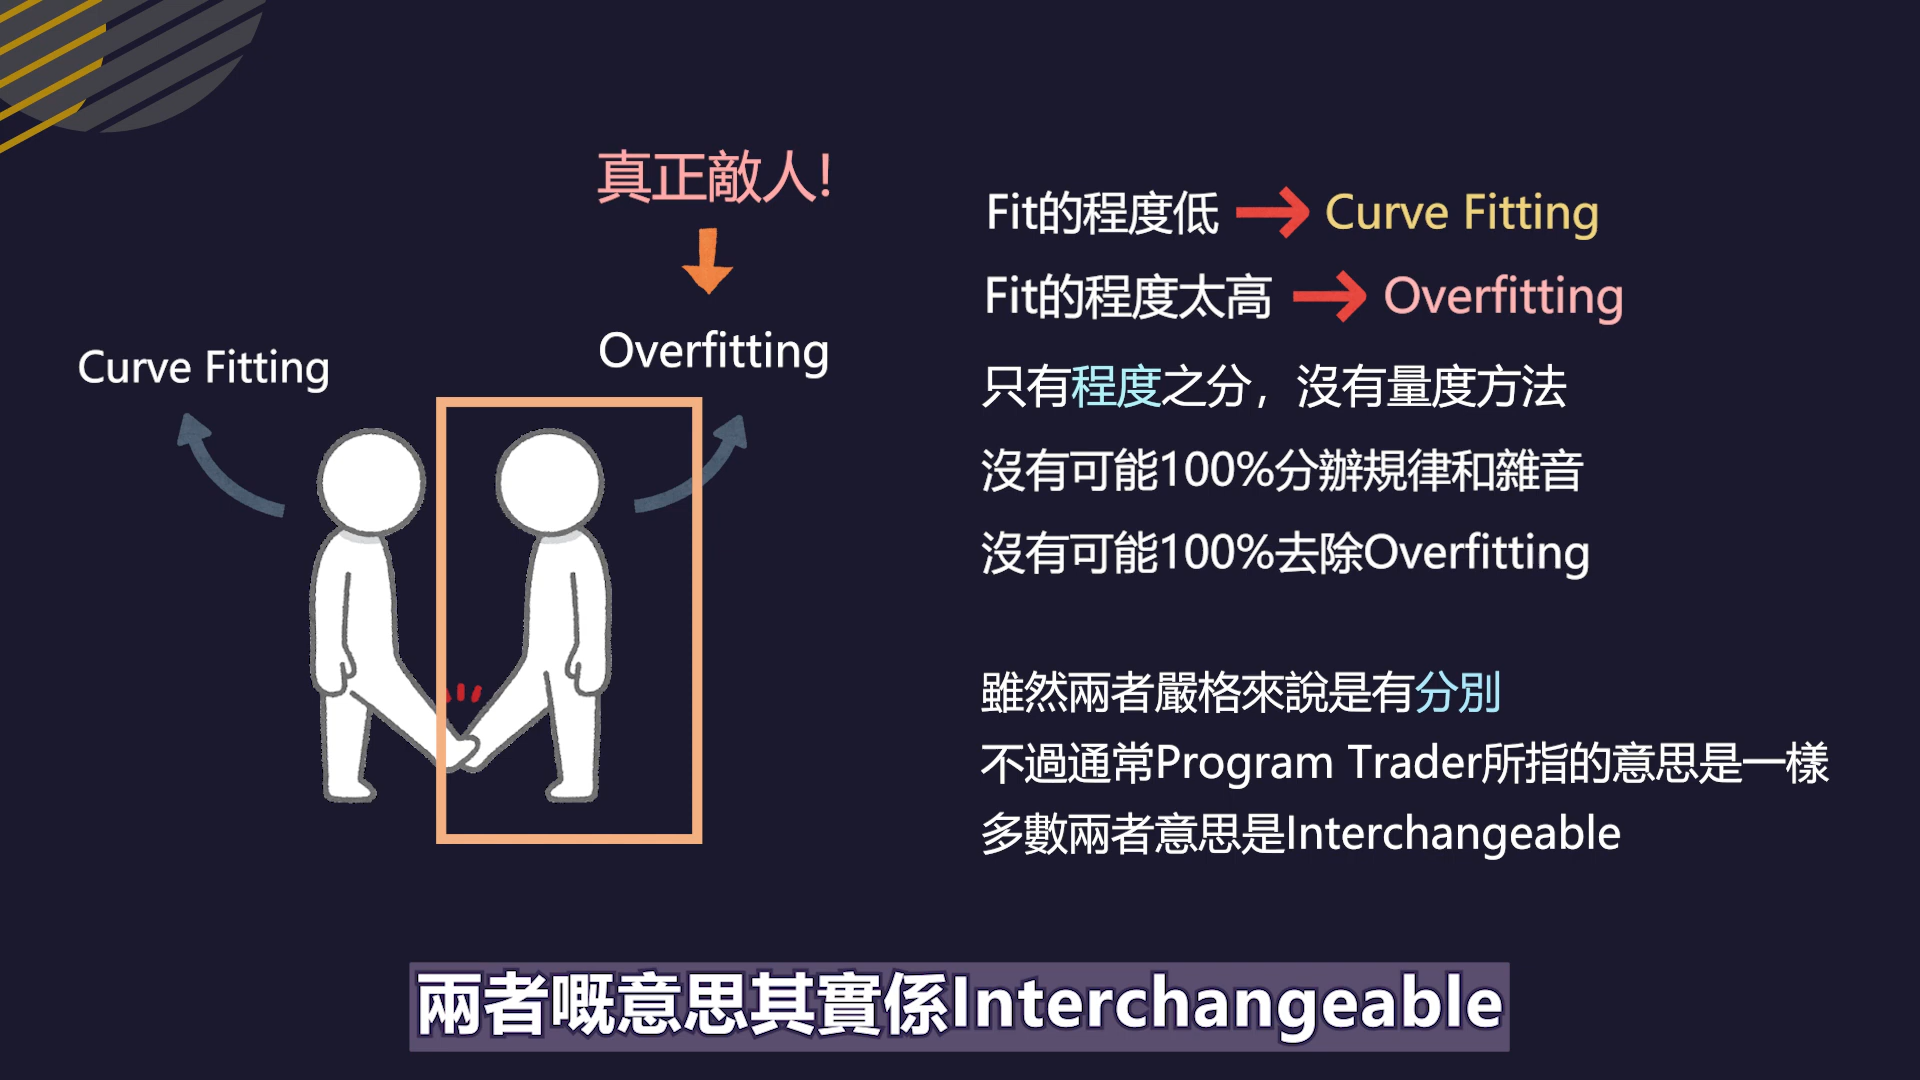 真正敵人!
Overfitting
Curve Fitting
Fit的程度低 → Curve Fitting
Fit的程度太高 → Overfitting
只有程度之分，沒有量度方法
沒有可能100%分辦規律和雜音
沒有可能100%去除Overfitting
雖然兩者嚴格來說是有分別
不過通常Program Trader所指的意思是一樣
多數兩者意思是Interchangeable
兩者嘅意思其實係Interchangeable